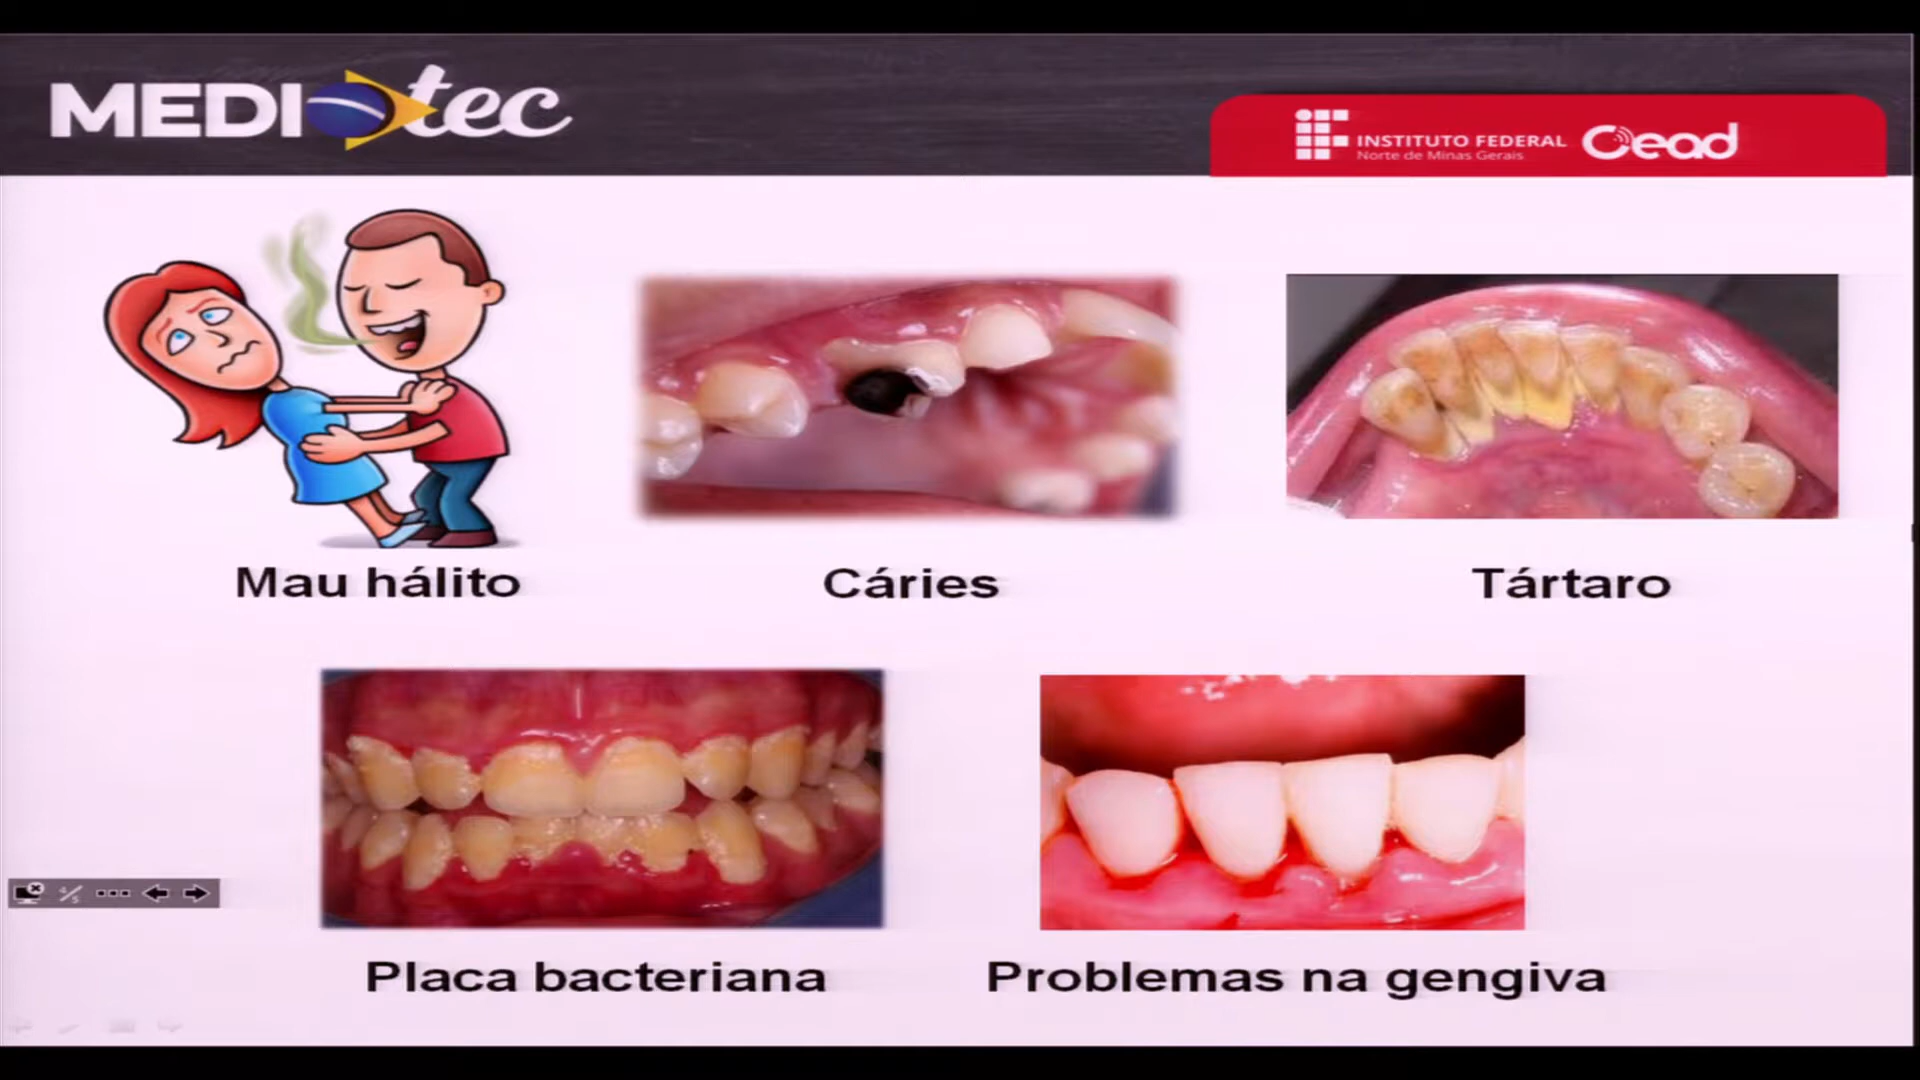 MEDIOtec
INSTITUTO FEDERAL
Norte de Minas Gerais
Cead
Mau hálito
Cáries
Tártaro
Placa bacteriana
Problemas na gengiva